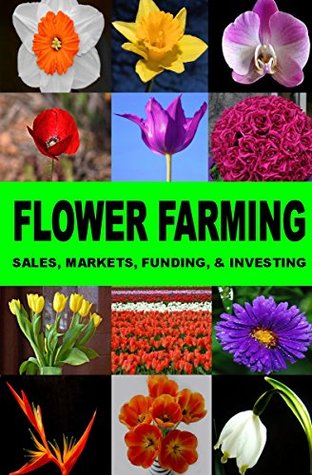 FLOWER FARMING
SALES, MARKETS, FUNDING, & INVESTING